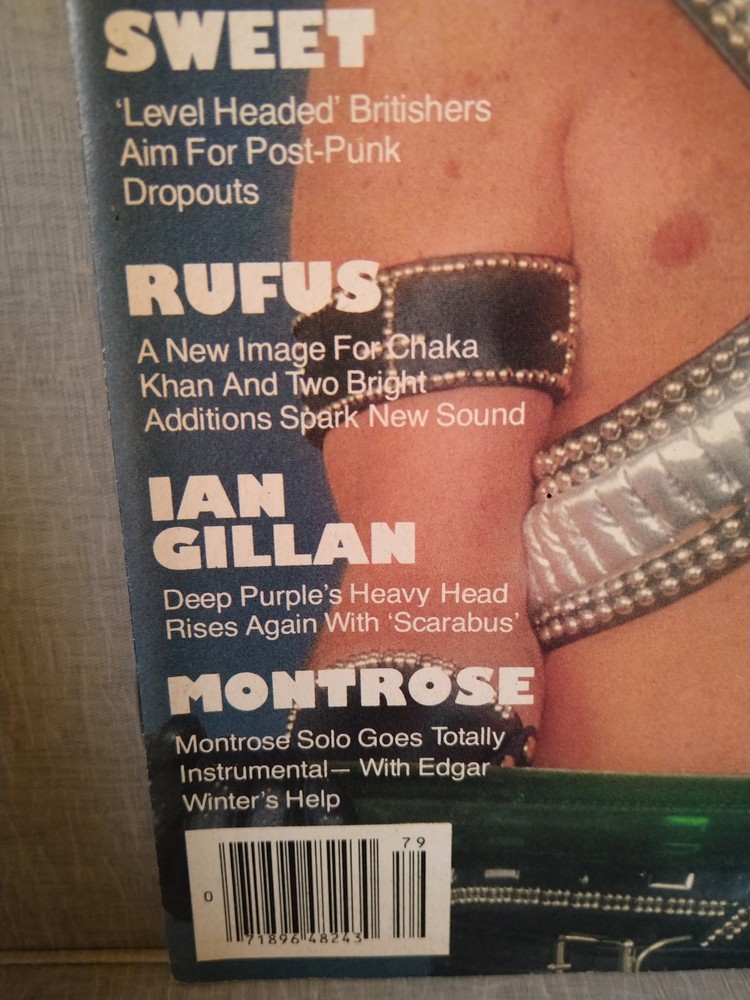 SWEET
'Level Headed' Britishers
Aim For Post-Punk
Dropouts
RUFUS
A New Image For Chaka
Khan And Two Bright
Additions Spark New Sound
IAN
GILLAN
Deep Purple's Heavy Head
Rises Again With 'Scarabus'
MONTROSE
Montrose Solo Goes Totally
Instrumental— With Edgar
Winter's Help
79
0
71896 48243